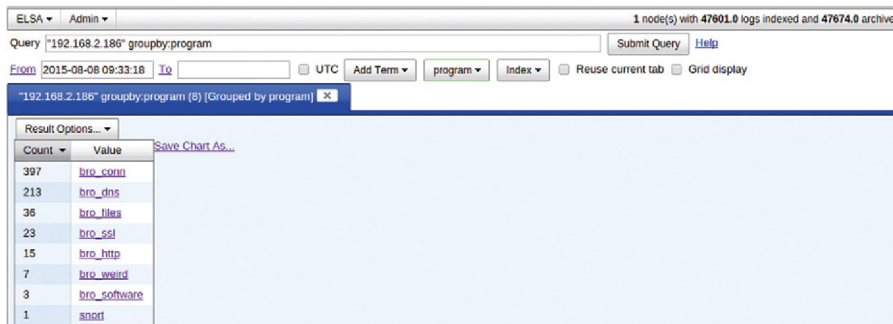 ELSA Admin 1 node(s) with 47601.0 logs indexed and 47674.0 archive
Query "192.168.2.186" groupby:program Submit Query Help
From 2015-08-08 09:33:18 To UTC Add Term program Index Reuse current tab Grid display
"192.168.2.186" groupby:program (8) [Grouped by program] X
Result Options...
Count Value Save Chart As...
397 bro_conn
213 bro_dns
36 bro_files
23 bro_ssl
15 bro_http
7 bro_weird
3 bro_software
1 snort